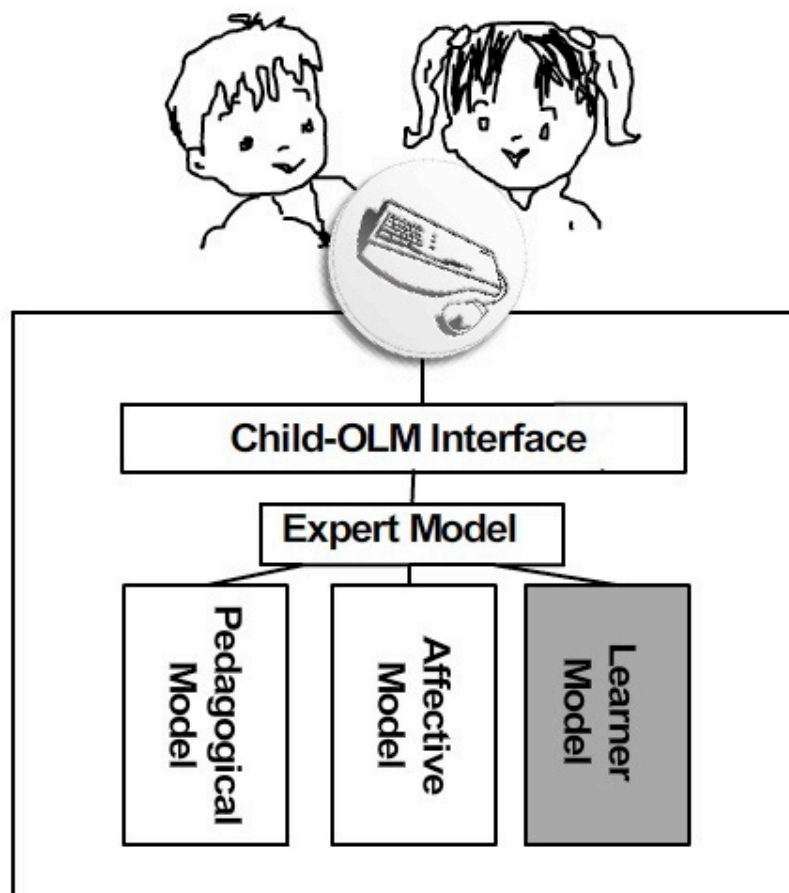 Child-OLM Interface
Expert Model
Pedagogical
Model
Affective
Model
Learner
Model